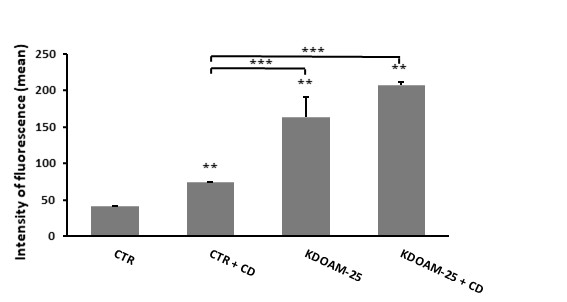 Intensity of fluorescence (mean)
250
200
150
100
50
0
***
***
**
**
**
CTR
CTR + CD
KDOAM-25
KDOAM-25 + CD